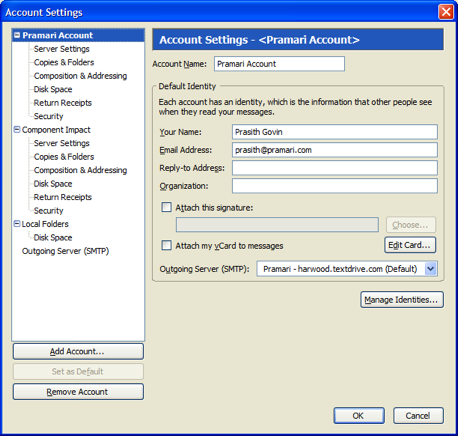 Account Settings
Pramari Account
Server Settings
Copies & Folders
Composition & Addressing
Disk Space
Return Receipts
Security
Component Impact
Server Settings
Copies & Folders
Composition & Addressing
Disk Space
Return Receipts
Security
Local Folders
Disk Space
Outgoing Server (SMTP)
Add Account...
Set as Default
Remove Account
Account Settings - <Pramari Account>
Account Name: Pramari Account
Default Identity
Each account has an identity, which is the information that other people see
when they read your messages.
Your Name: Prasith Govin
Email Address: prasith@pramari.com
Reply-to Address:
Organization:
Attach this signature:
Choose...
Attach my vCard to messages Edit Card...
Outgoing Server (SMTP): Pramari - harwood.textdrive.com (Default)
Manage Identities...
OK Cancel